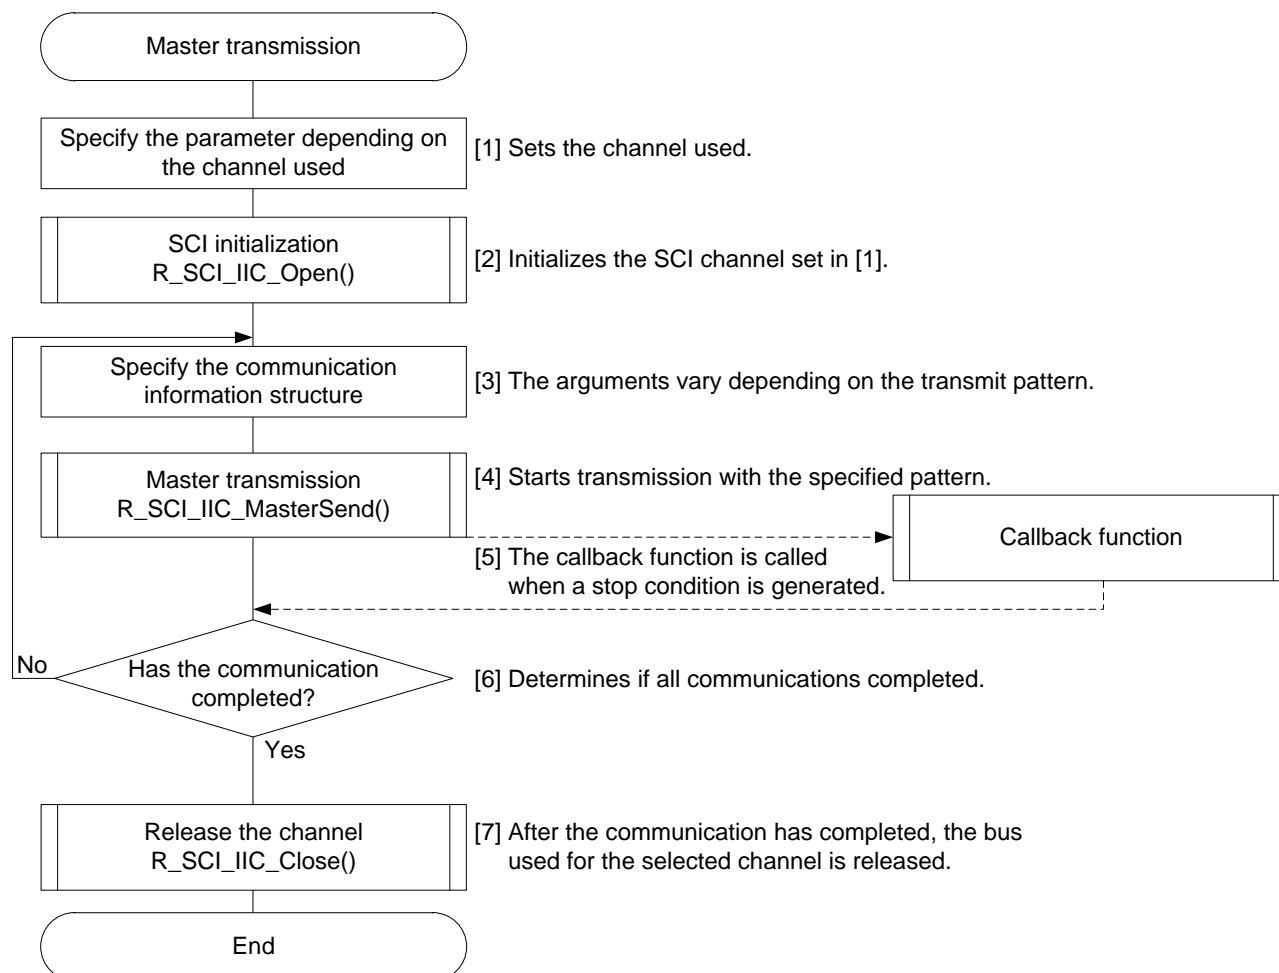 Master transmission
Specify the parameter depending on
the channel used
[1] Sets the channel used.
SCI initialization
R_SCI_IIC_Open()
[2] Initializes the SCI channel set in [1].
Specify the communication
information structure
[3] The arguments vary depending on the transmit pattern.
Master transmission
R_SCI_IIC_MasterSend()
[4] Starts transmission with the specified pattern.
Callback function
[5] The callback function is called
when a stop condition is generated.
No
Has the communication
completed?
[6] Determines if all communications completed.
Yes
Release the channel
R_SCI_IIC_Close()
[7] After the communication has completed, the bus
used for the selected channel is released.
End